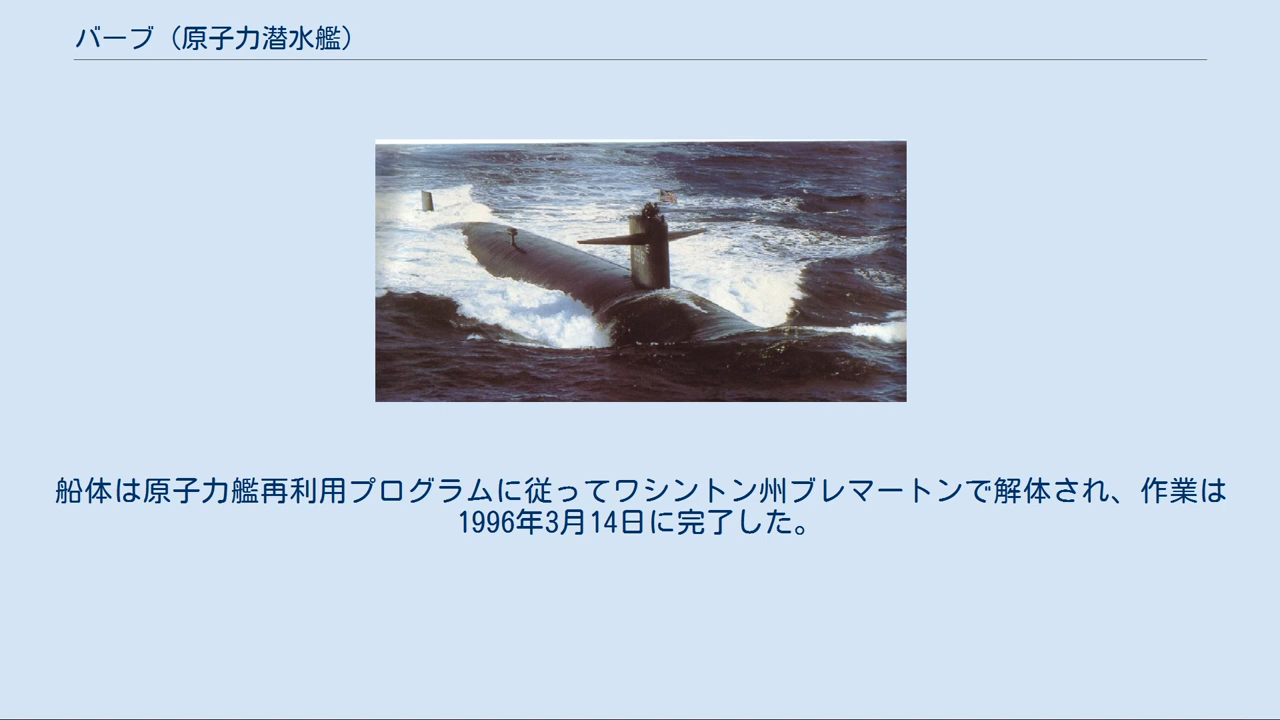 バーブ（原子力潜水艦）
船体は原子力艦再利用プログラムに従ってワシントン州ブレマートンで解体され、作業は
1996年3月14日に完了した。